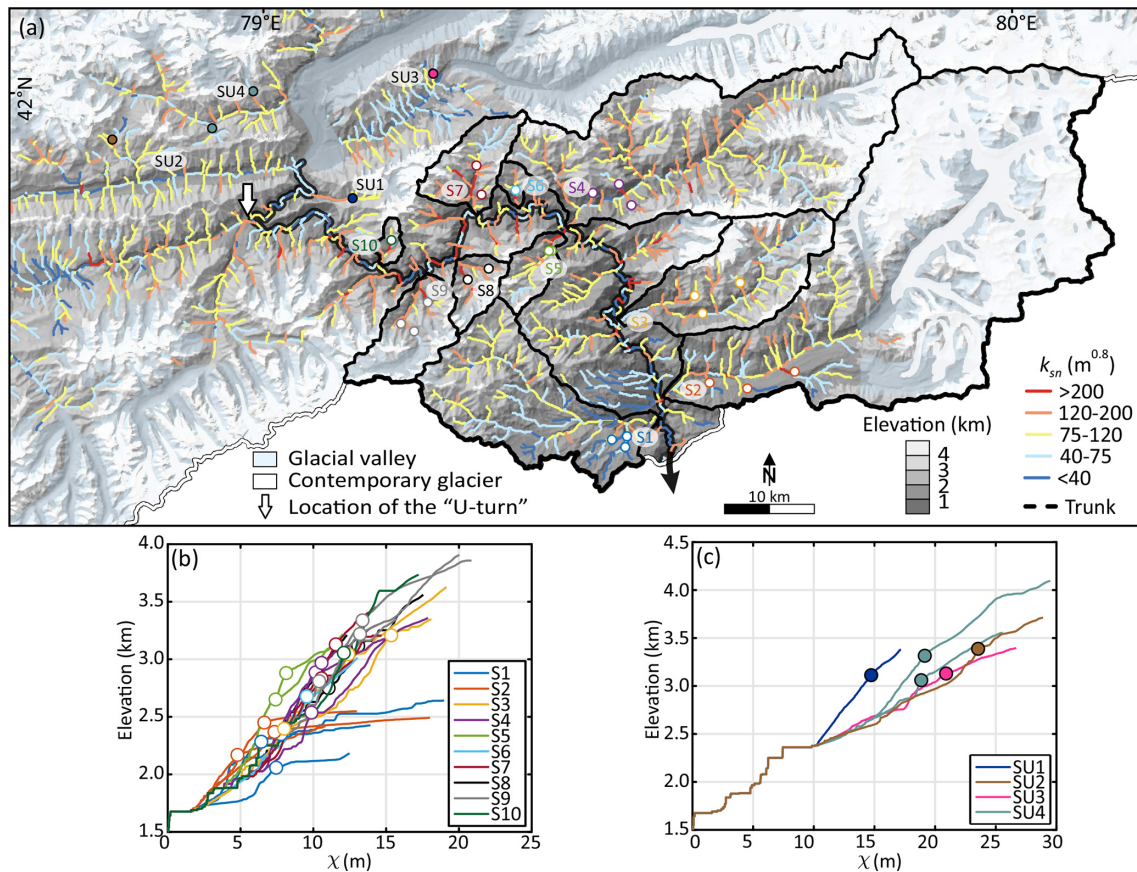 (a)
79°E
80°E
42°N
SU3
SU4
SU2
SU1
S7
S6
S4
S10
S5
S9
S8
S3
S2
S1
Glacial valley
Contemporary glacier
Location of the “U-turn”
N
10 km
Elevation (km)
4
3
2
1
ksn (m0.8)
>200
120-200
75-120
40-75
<40
Trunk
(b)
4.0
3.5
3.0
2.5
2.0
1.5
Elevation (km)
0
5
10
15
20
25
χ (m)
S1
S2
S3
S4
S5
S6
S7
S8
S9
S10
(c)
4.5
4.0
3.5
3.0
2.5
2.0
1.5
Elevation (km)
0
5
10
15
20
25
30
χ (m)
SU1
SU2
SU3
SU4